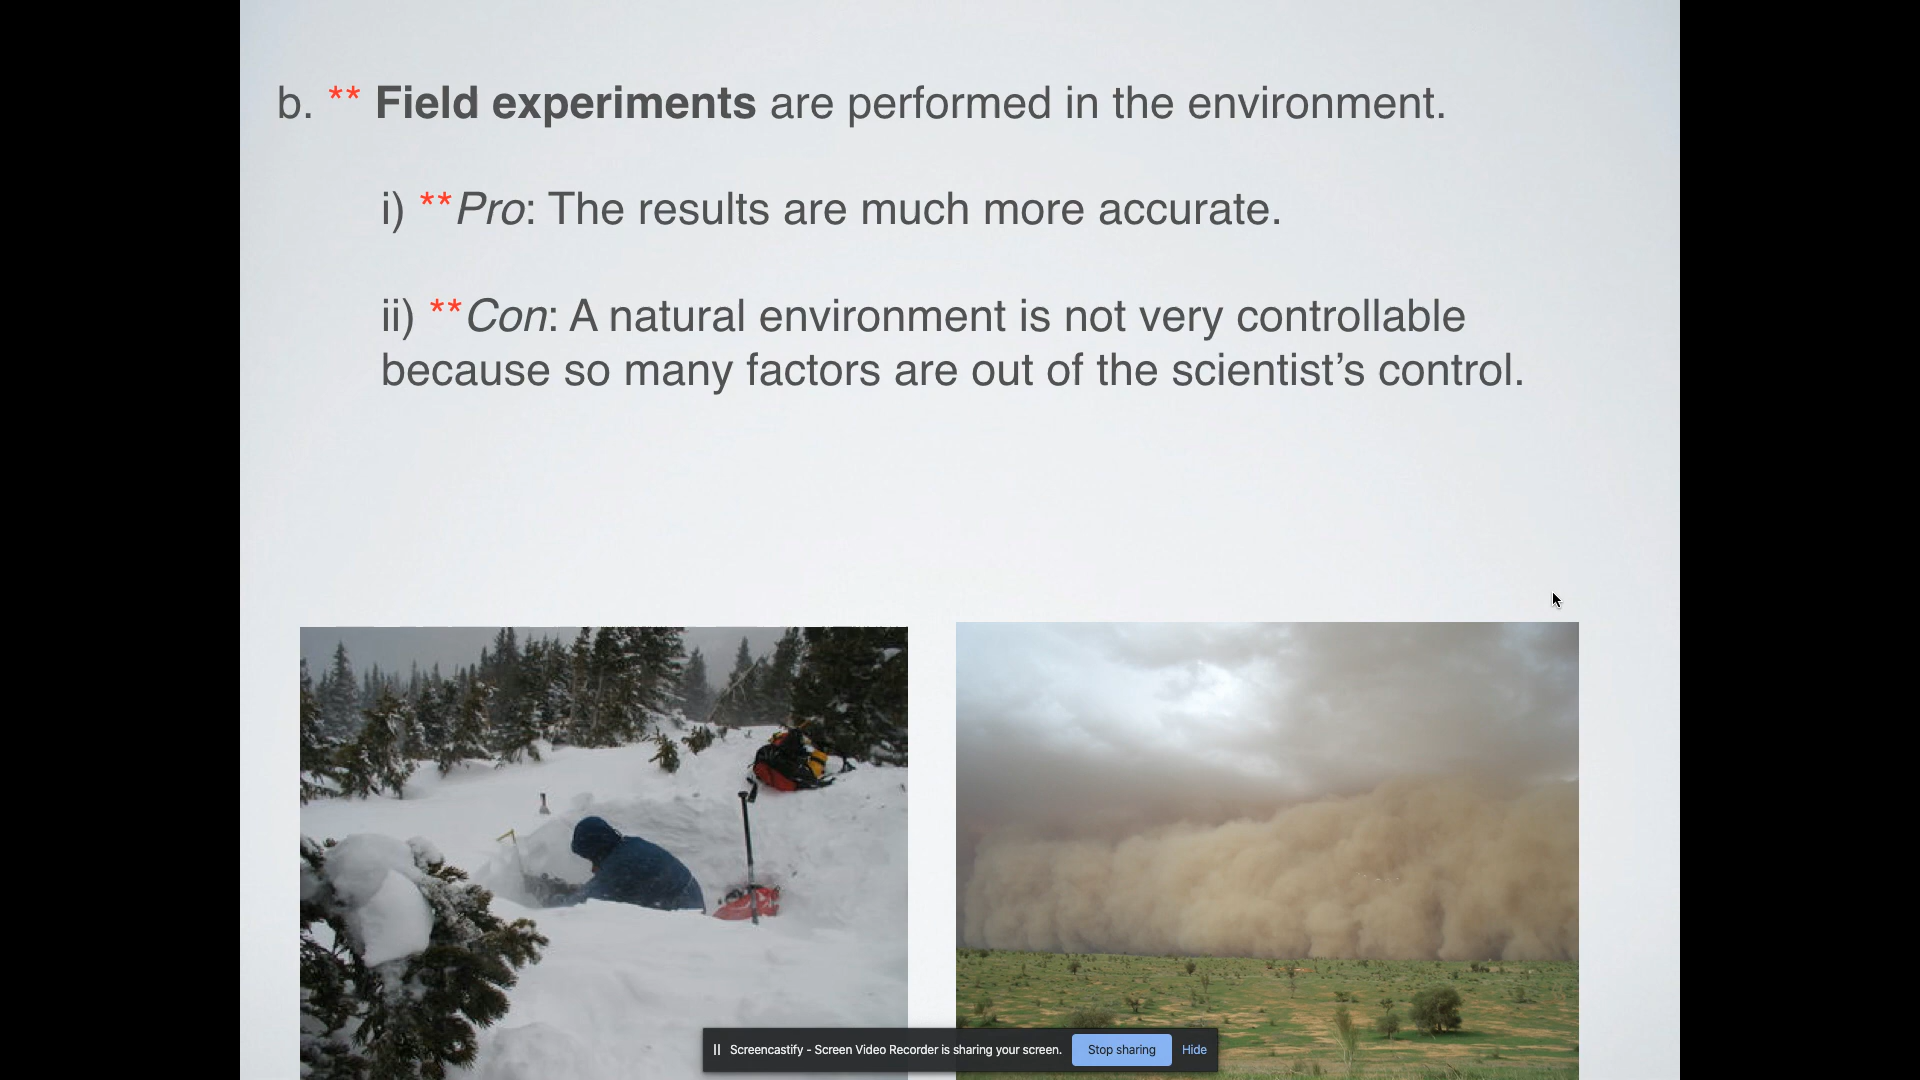 b. ** Field experiments are performed in the environment.
i) **Pro: The results are much more accurate.
ii) **Con: A natural environment is not very controllable
because so many factors are out of the scientist’s control.
Screencastify - Screen Video Recorder is sharing your screen. Stop sharing Hide